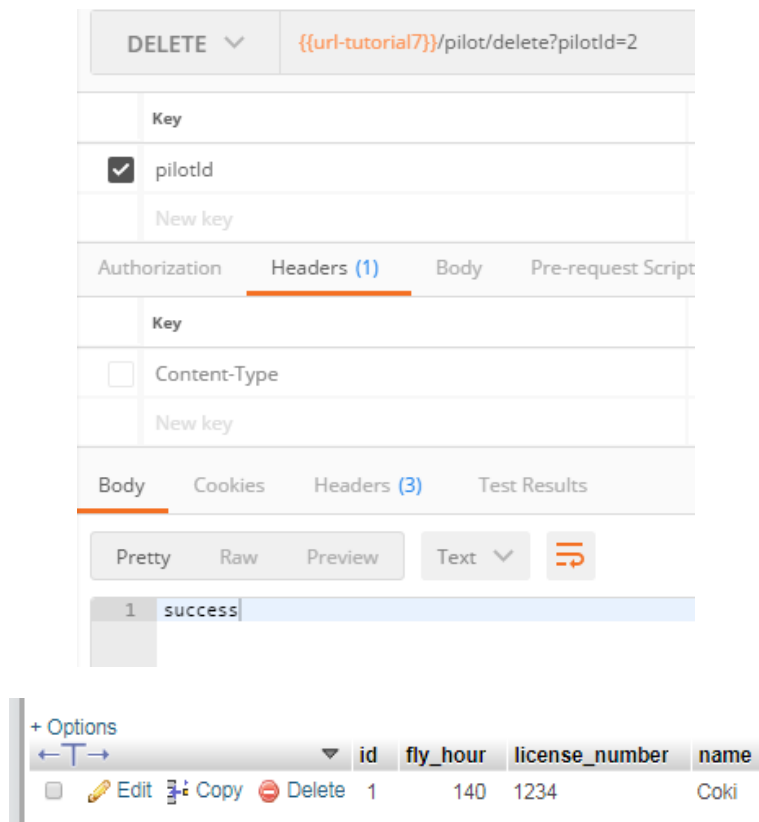 DELETE {{url-tutorial7}}/pilot/delete?pilotId=2
Key
pilotId
New key
Authorization Headers (1) Body Pre-request Script
Key
Content-Type
New key
Body Cookies Headers (3) Test Results
Pretty Raw Preview Text
1 success
+ Options
←T→ id fly_hour license_number name
Edit Copy Delete 1 140 1234 Coki